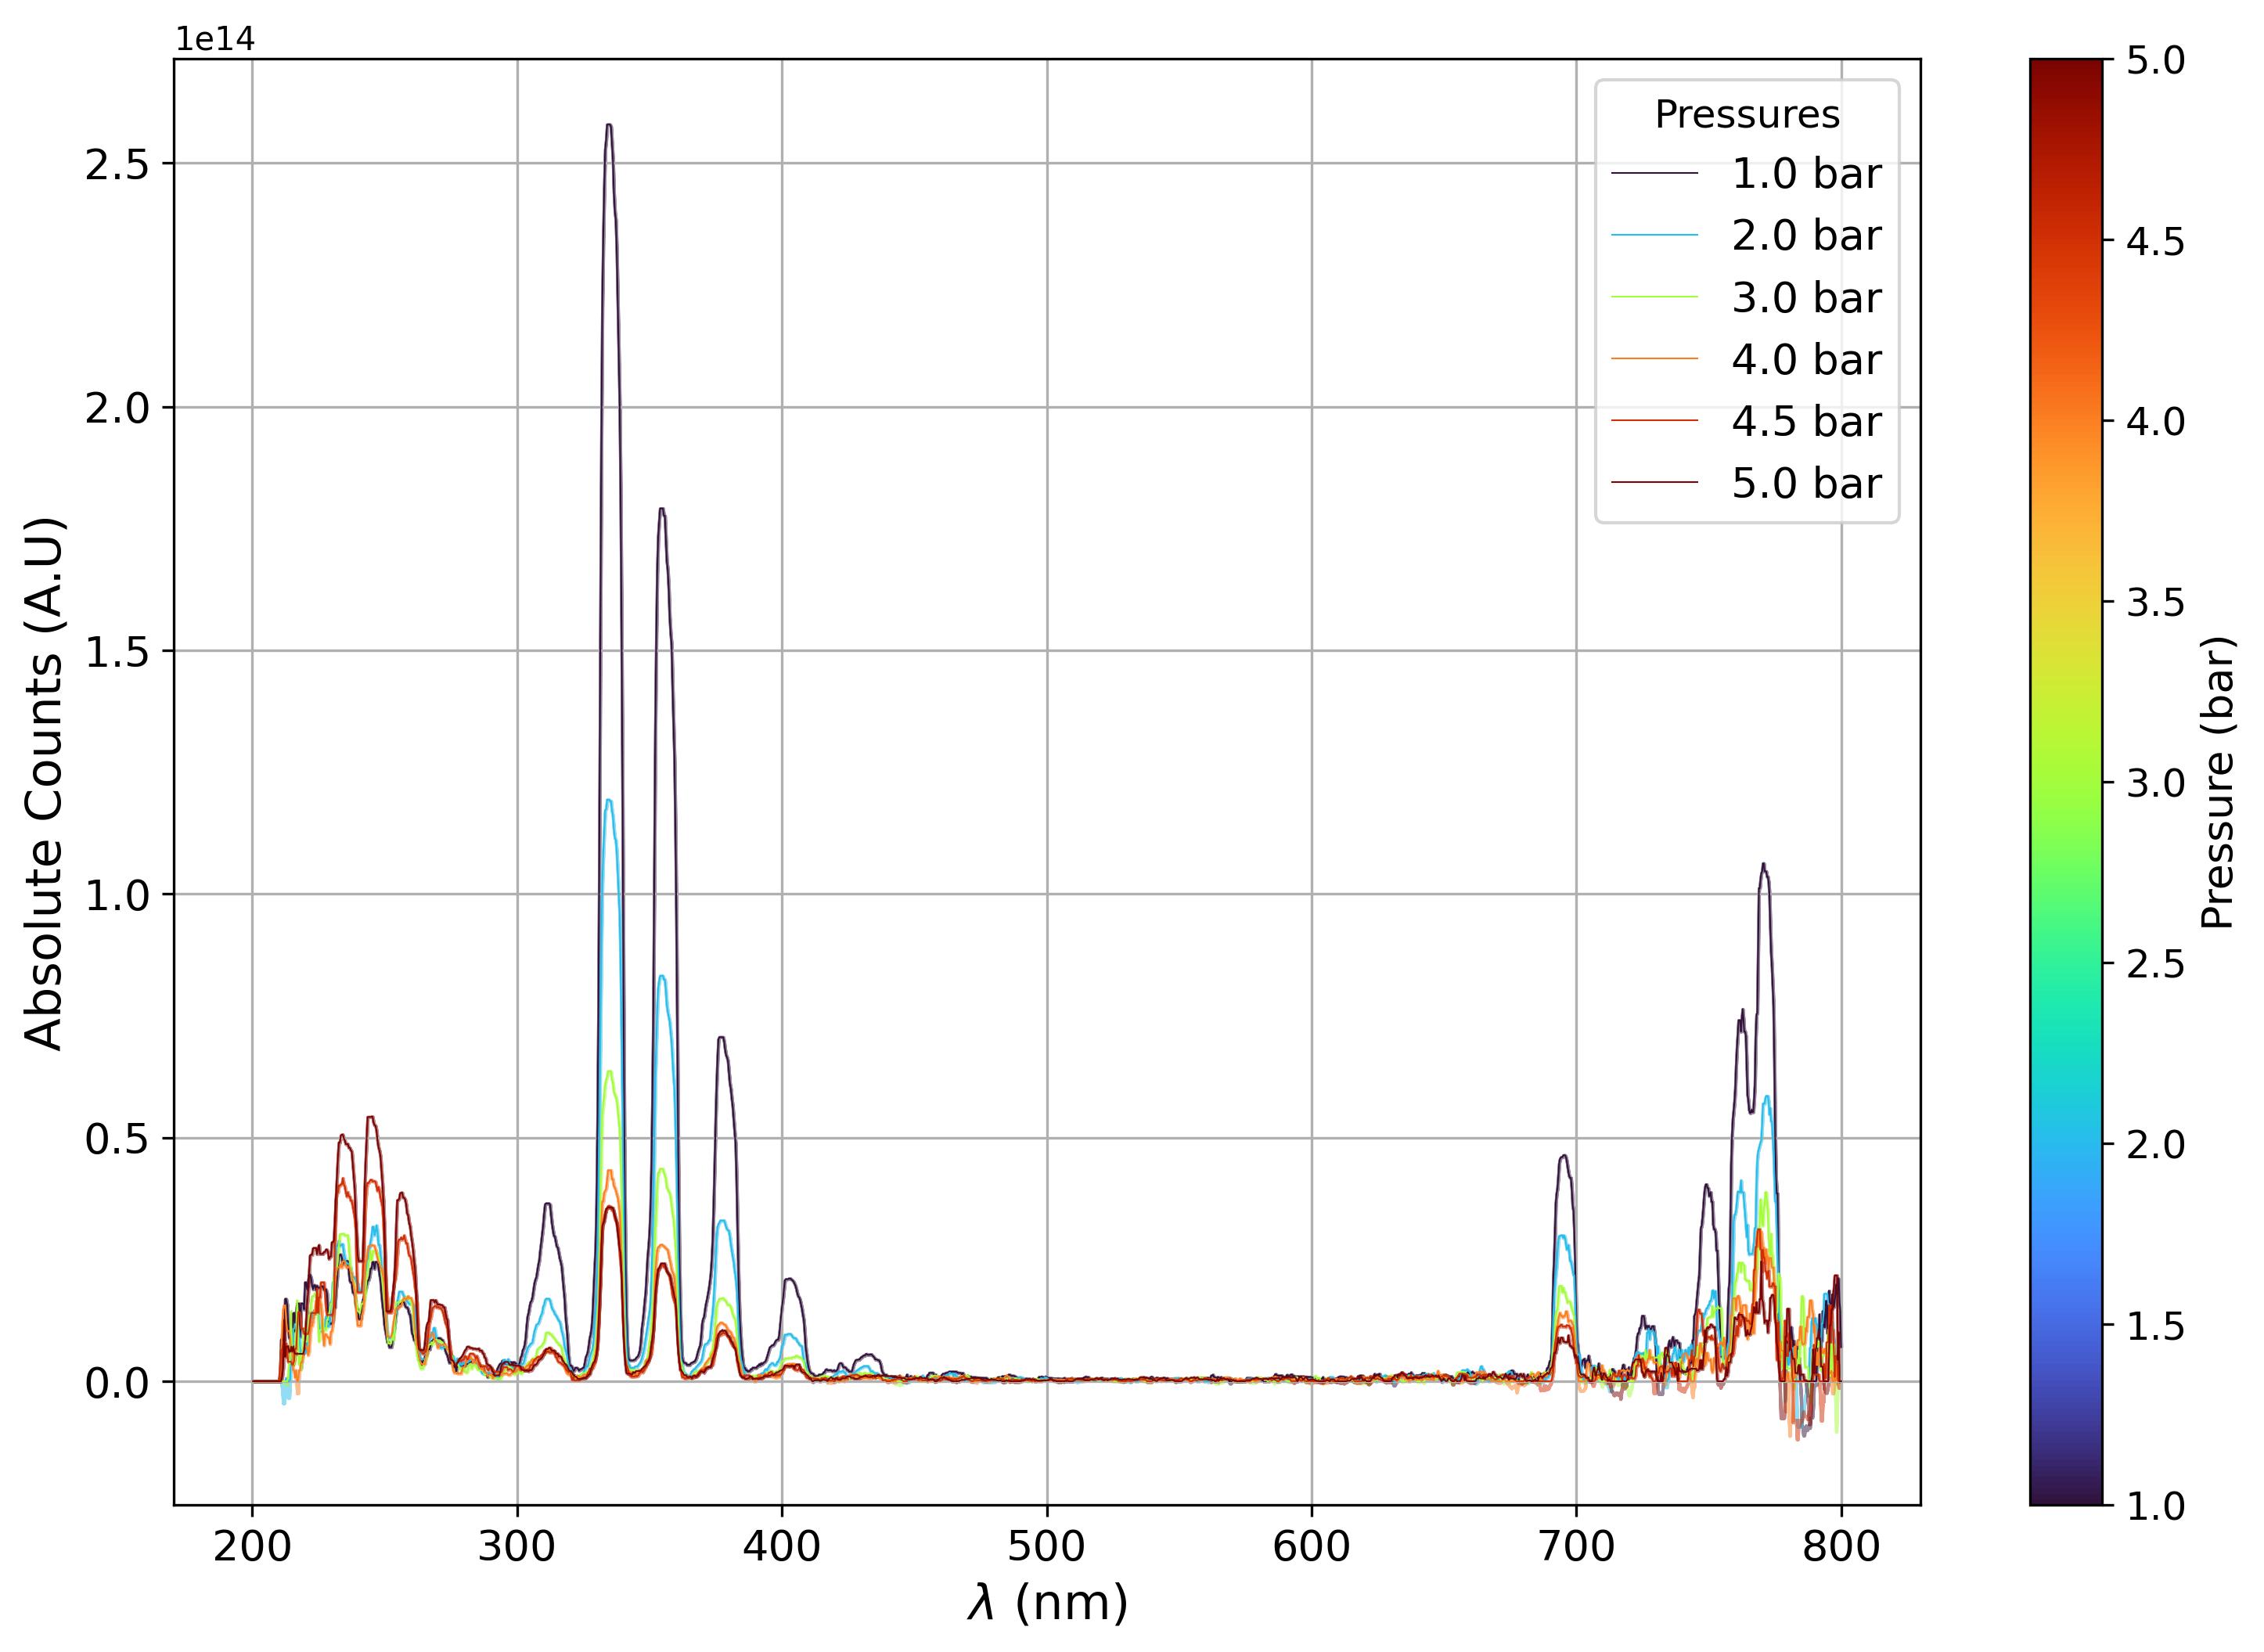 1e14
2.5
2.0
1.5
1.0
0.5
0.0
Absolute Counts (A.U)
200 300 400 500 600 700 800
λ (nm)
Pressures
1.0 bar
2.0 bar
3.0 bar
4.0 bar
4.5 bar
5.0 bar
5.0
4.5
4.0
3.5
3.0
2.5
2.0
1.5
1.0
Pressure (bar)